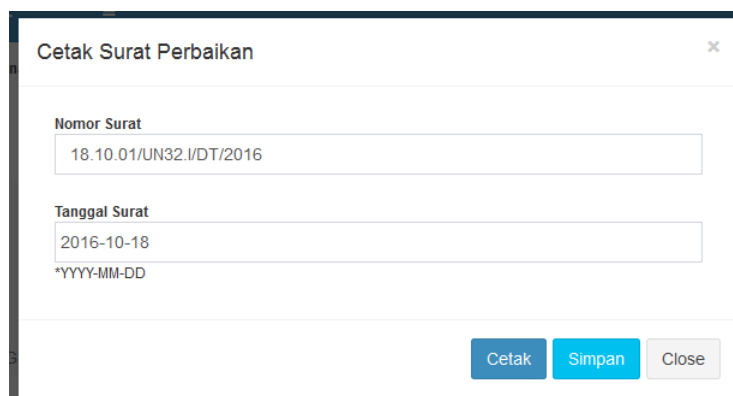 Cetak Surat Perbaikan
×
Nomor Surat
18.10.01/UN32.I/DT/2016
Tanggal Surat
2016-10-18
*YYYY-MM-DD
Cetak Simpan Close